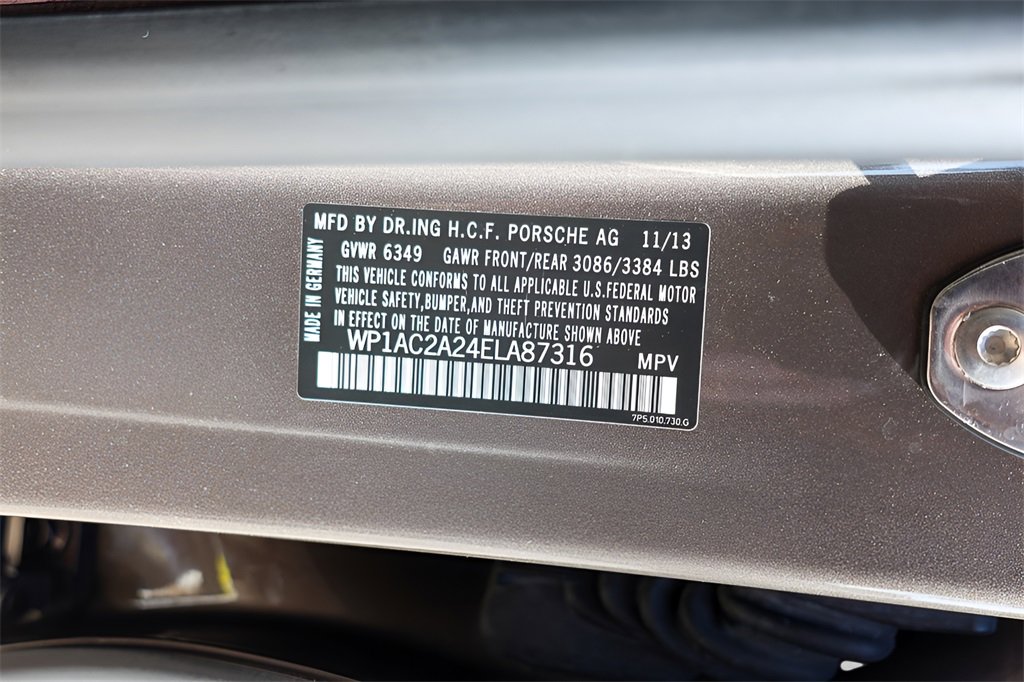 MFD BY DR.ING H.C.F. PORSCHE AG 11/13
GVWR 6349 GAWR FRONT/REAR 3086/3384 LBS
THIS VEHICLE CONFORMS TO ALL APPLICABLE U.S.FEDERAL MOTOR
VEHICLE SAFETY,BUMPER,AND THEFT PREVENTION STANDARDS
IN EFFECT ON THE DATE OF MANUFACTURE SHOWN ABOVE
WP1AC2A24ELA87316 MPV
7P5.010.730.G
MADE IN GERMANY